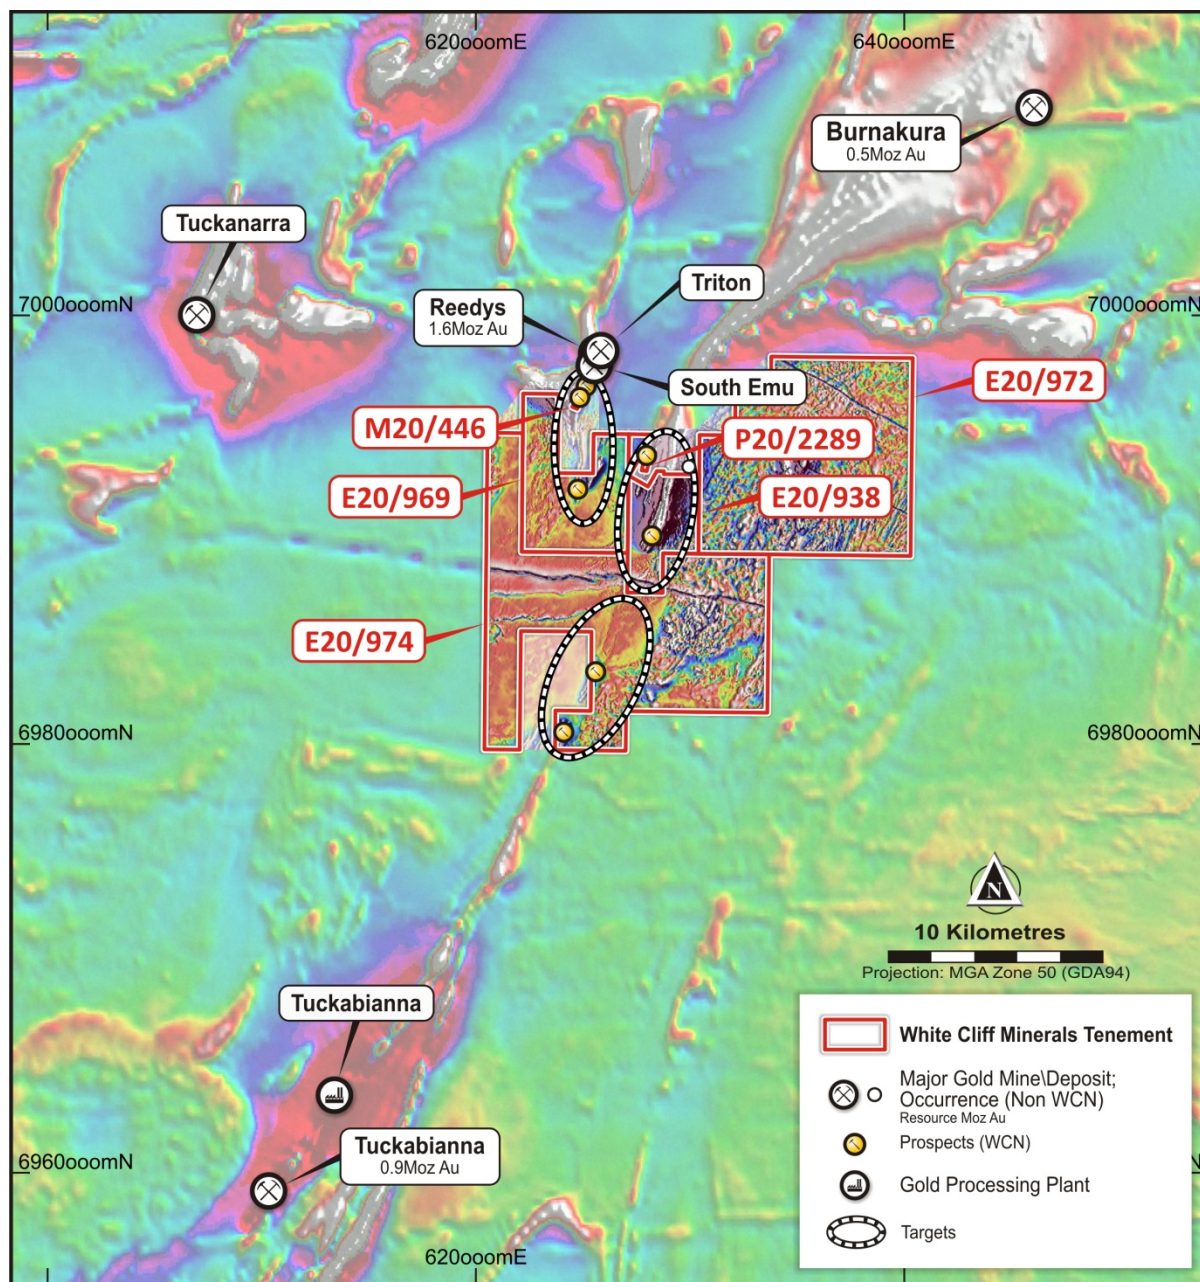 620000mE
640000mE
Burnakura
0.5Moz Au
Tuckanarra
Triton
7000000mN
7000000mN
Reedys
1.6Moz Au
South Emu
E20/972
M20/446
P20/2289
E20/969
E20/938
E20/974
6980000mN
6980000mN
N
10 Kilometres
Projection: MGA Zone 50 (GDA94)
Tuckabianna
Tuckabianna
0.9Moz Au
6960000mN
620000mE
White Cliff Minerals Tenement
Major Gold Mine\Deposit;
Occurrence (Non WCN)
Resource Moz Au
Prospects (WCN)
Gold Processing Plant
Targets